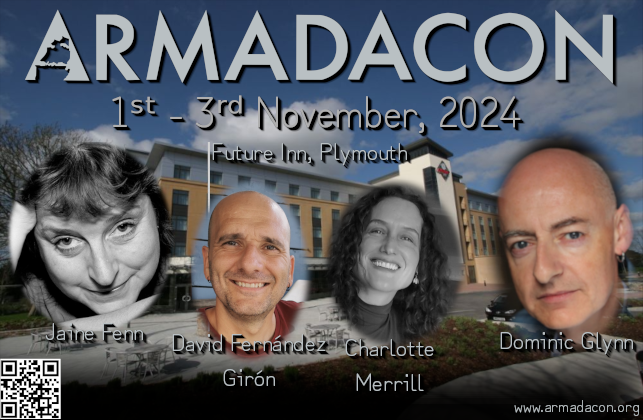 ARMADACON
1st - 3rd November, 2024
Future Inn, Plymouth
Jaine Fenn
David Fernández
Girón
Charlotte
Merrill
Dominic Glynn
www.armadacon.org